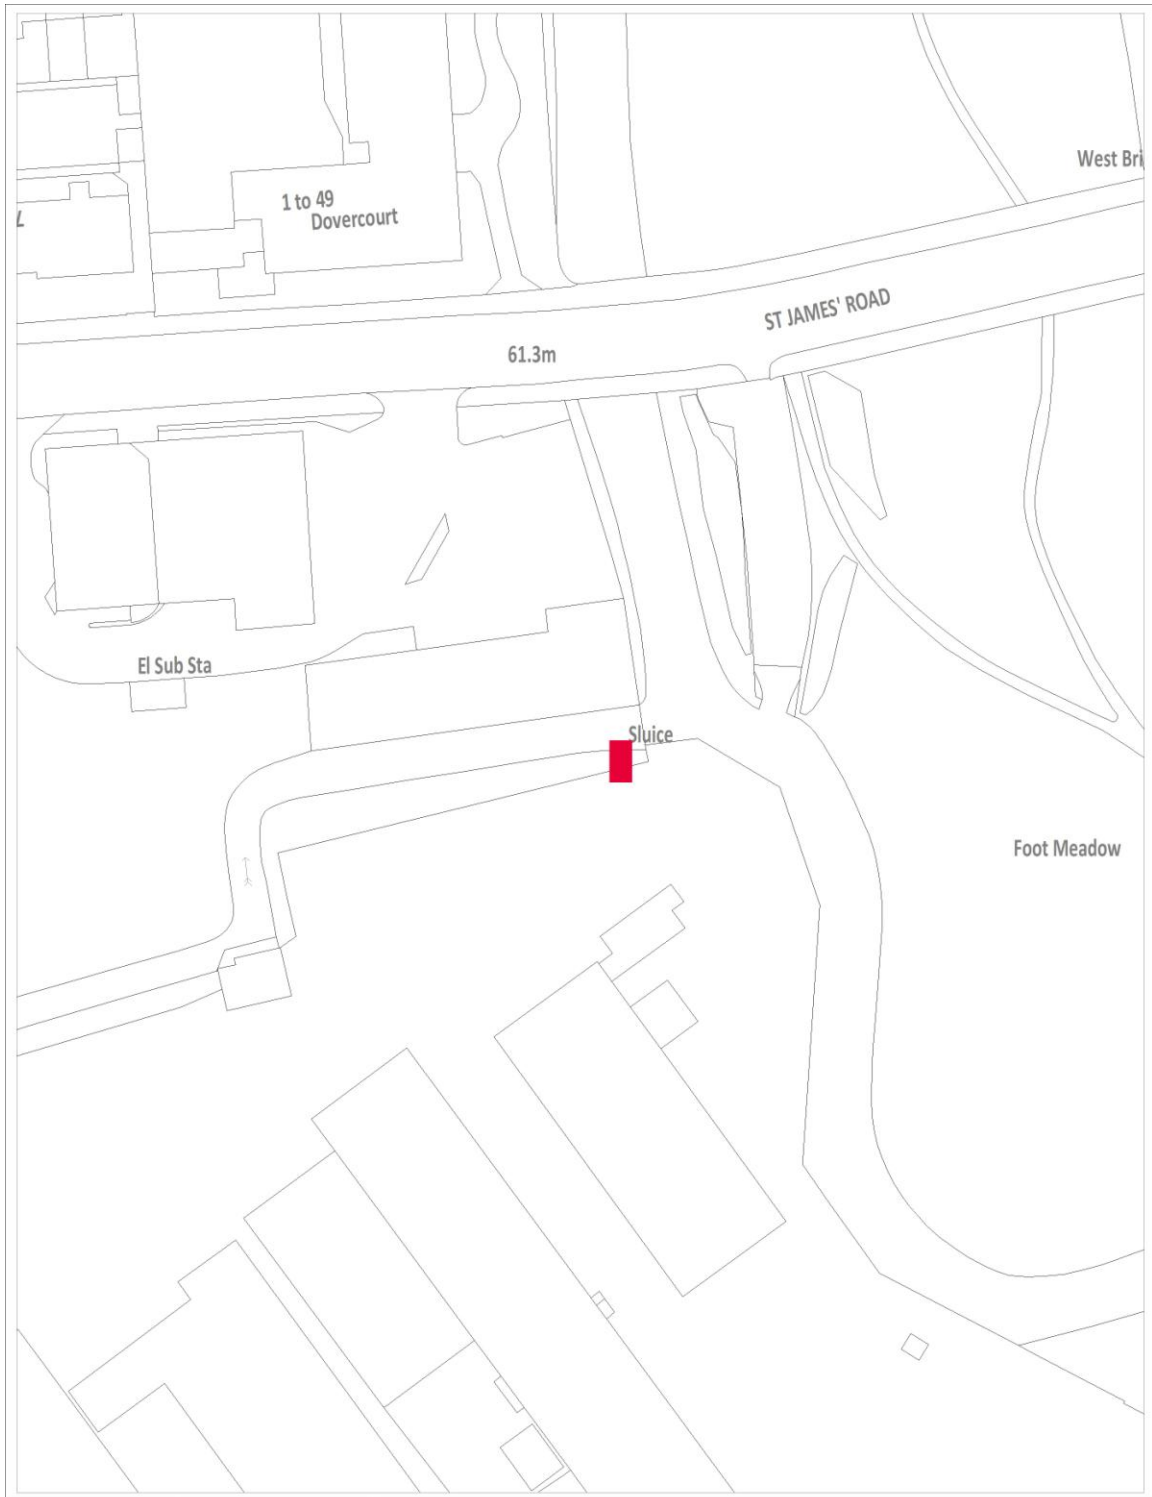 West Bri
1 to 49
Dovercourt
L
ST JAMES' ROAD
61.3m
El Sub Sta
Sluice
Foot Meadow